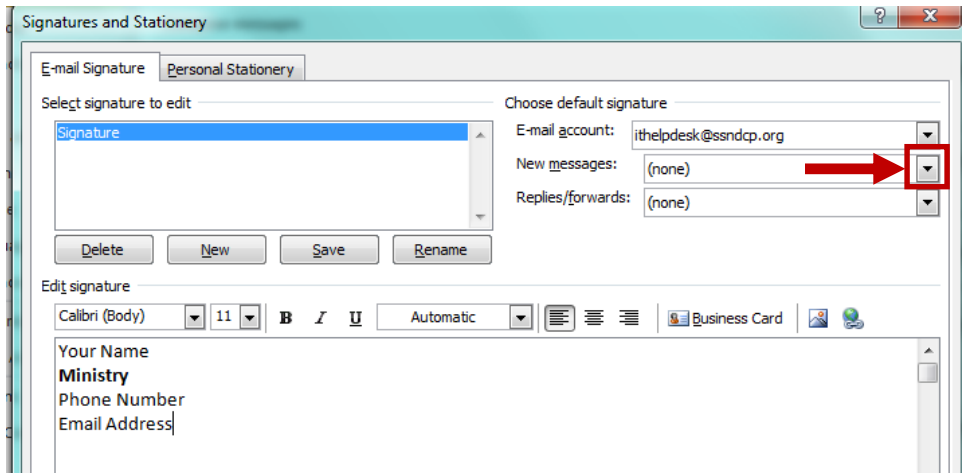 Signatures and Stationery
E-mail Signature
Personal Stationery
Select signature to edit
Signature
Delete
New
Save
Rename
Choose default signature
E-mail account:
ithelpdesk@ssndcp.org
New messages:
(none)
Replies/forwards:
(none)
Edit signature
Calibri (Body)
11
B
I
U
Automatic
Business Card
Your Name
Ministry
Phone Number
Email Address